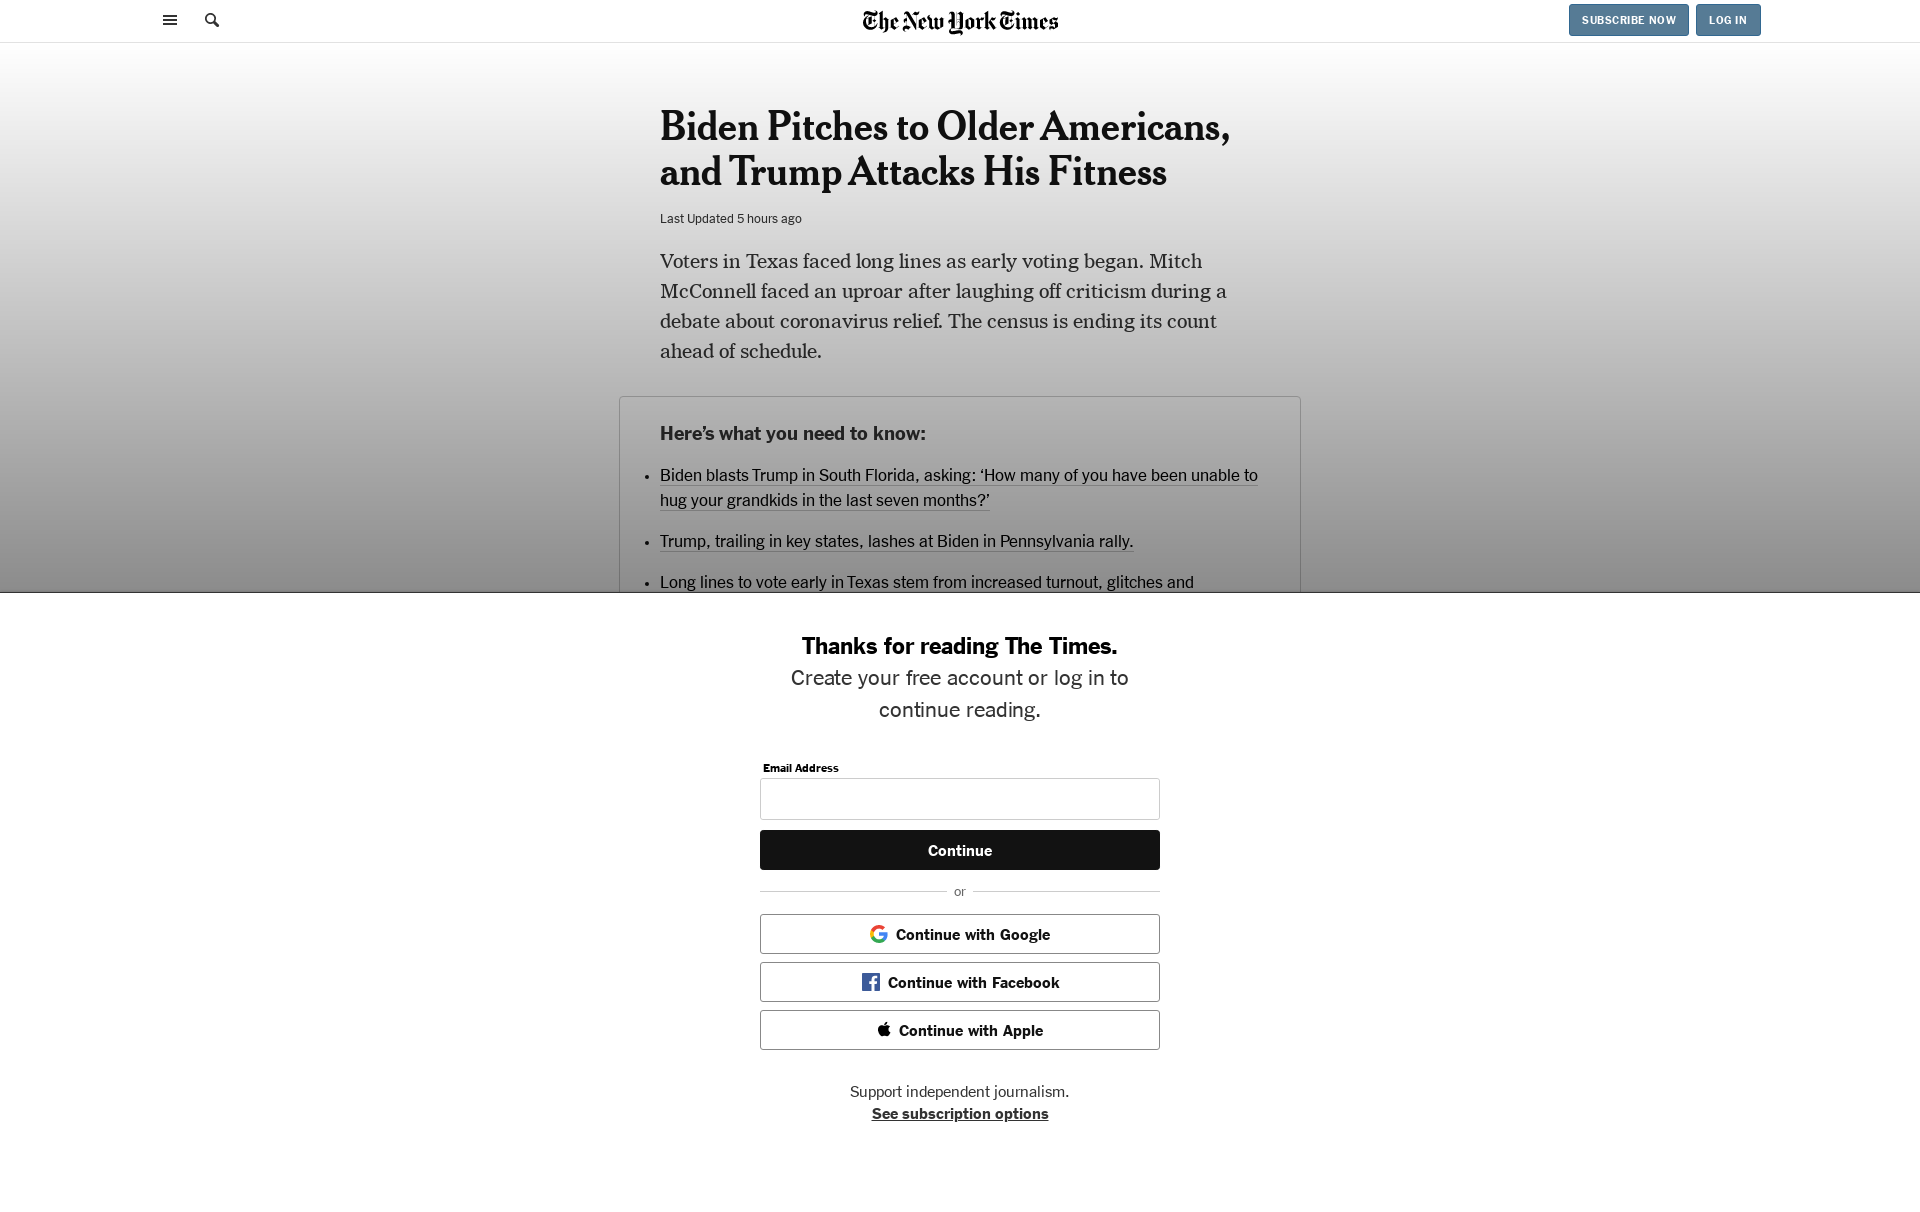 The New York Times
SUBSCRIBE NOW
LOG IN
Biden Pitches to Older Americans,
and Trump Attacks His Fitness
Last Updated 5 hours ago
Voters in Texas faced long lines as early voting began. Mitch
McConnell faced an uproar after laughing off criticism during a
debate about coronavirus relief. The census is ending its count
ahead of schedule.
Here’s what you need to know:
• Biden blasts Trump in South Florida, asking: ‘How many of you have been unable to
hug your grandkids in the last seven months?’
• Trump, trailing in key states, lashes at Biden in Pennsylvania rally.
• Long lines to vote early in Texas stem from increased turnout, glitches and
Thanks for reading The Times.
Create your free account or log in to
continue reading.
Email Address
Continue
or
Continue with Google
Continue with Facebook
Continue with Apple
Support independent journalism.
See subscription options